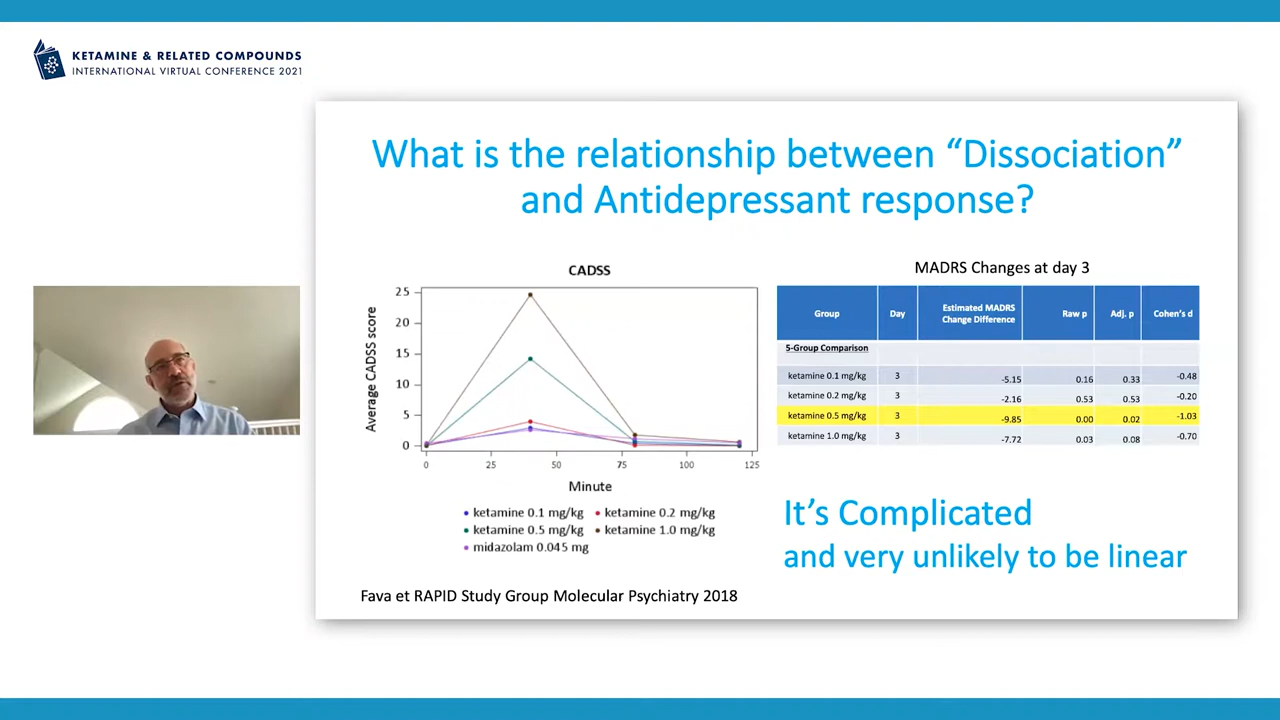 KETAMINE & RELATED COMPOUNDS
INTERNATIONAL VIRTUAL CONFERENCE 2021
What is the relationship between “Dissociation”
and Antidepressant response?
CADSS
Average CADSS score
25
20
15
10
5
0
0 25 50 75 100 125
Minute
ketamine 0.1 mg/kg ketamine 0.2 mg/kg
ketamine 0.5 mg/kg ketamine 1.0 mg/kg
midazolam 0.045 mg
MADRS Changes at day 3
Group Day Estimated MADRS Change Difference Raw p Adj. p Cohen's d
5-Group Comparison
ketamine 0.1 mg/kg 3 -5.15 0.16 0.33 -0.48
ketamine 0.2 mg/kg 3 -2.16 0.53 0.53 -0.20
ketamine 0.5 mg/kg 3 -9.85 0.00 0.02 -1.03
ketamine 1.0 mg/kg 3 -7.72 0.03 0.08 -0.70
It’s Complicated
and very unlikely to be linear
Fava et RAPID Study Group Molecular Psychiatry 2018